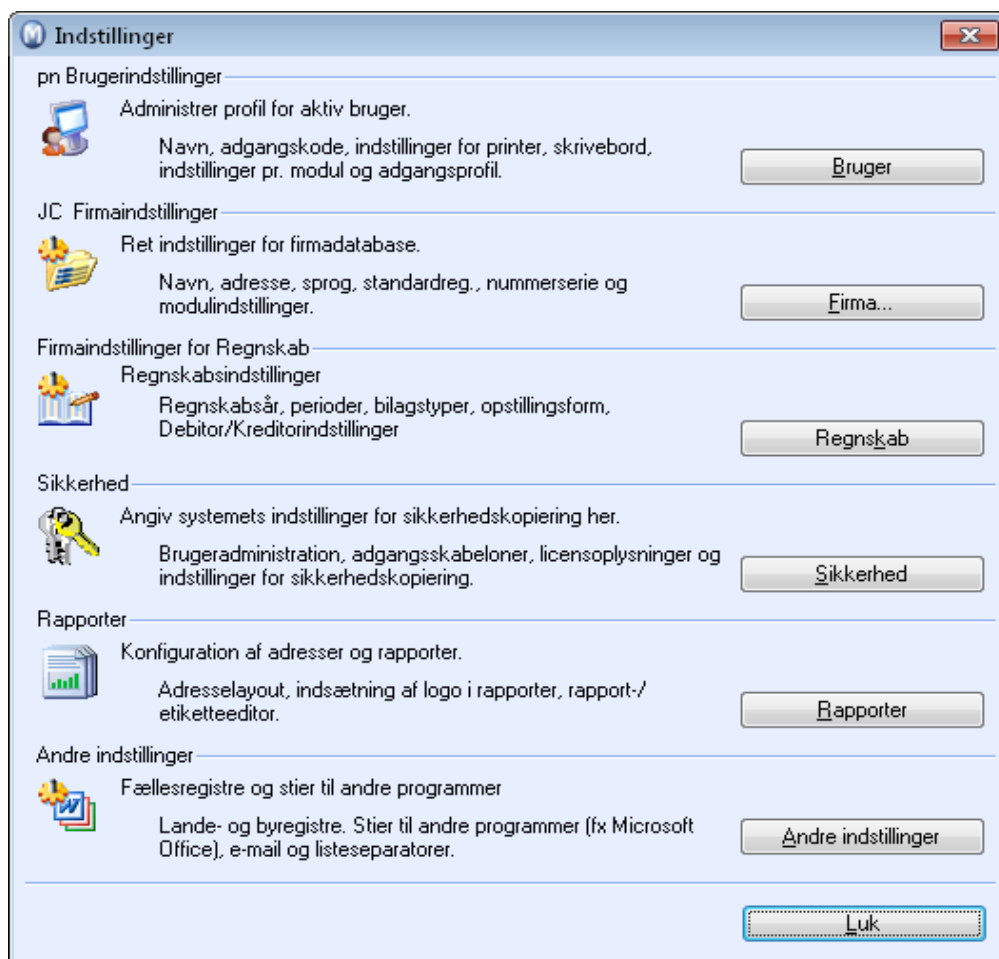 Indstillinger
pn Brugerindstillinger
Administrer profil for aktiv bruger.
Navn, adgangskode, indstillinger for printer, skrivebord,
indstillinger pr. modul og adgangsprofil.
Bruger
JC Firmaindstillinger
Ret indstillinger for firmadatabase.
Navn, adresse, sprog, standardreg., nummerserie og
modulindstillinger.
Firma...
Firmaindstillinger for Regnskab
Regnskabsindstillinger
Regnskabsår, perioder, bilagstyper, opstillingsform,
Debitor/Kreditorindstillinger
Regnskab
Sikkerhed
Angiv systemets indstillinger for sikkerhedskopiering her.
Brugeradministration, adgangsskabeloner, licensoplysninger og
indstillinger for sikkerhedskopiering.
Sikkerhed
Rapporter
Konfiguration af adresser og rapporter.
Adresselayout, indsætning af logo i rapporter, rapport-/
etiketteeditor.
Rapporter
Andre indstillinger
Fællesregistre og stier til andre programmer
Lande- og byregistre. Stier til andre programmer (fx Microsoft
Office), e-mail og listeseparatorer.
Andre indstillinger
Luk